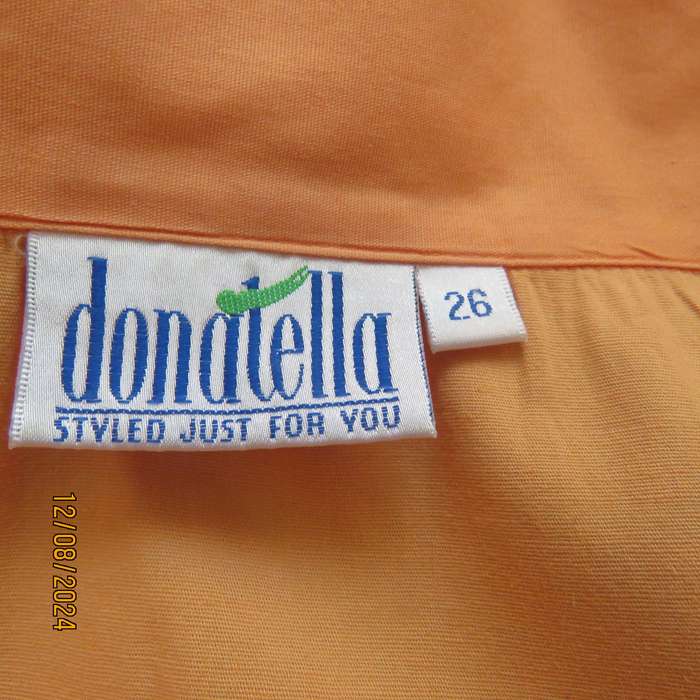 donatella
STYLED JUST FOR YOU
26
12/08/2024